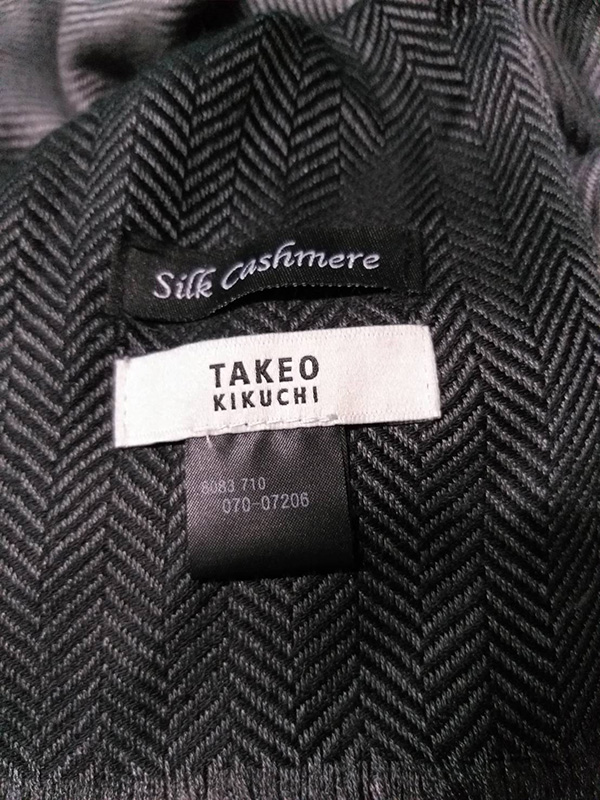 Silk Cashmere
TAKEO
KIKUCHI
8083 710
070-07206